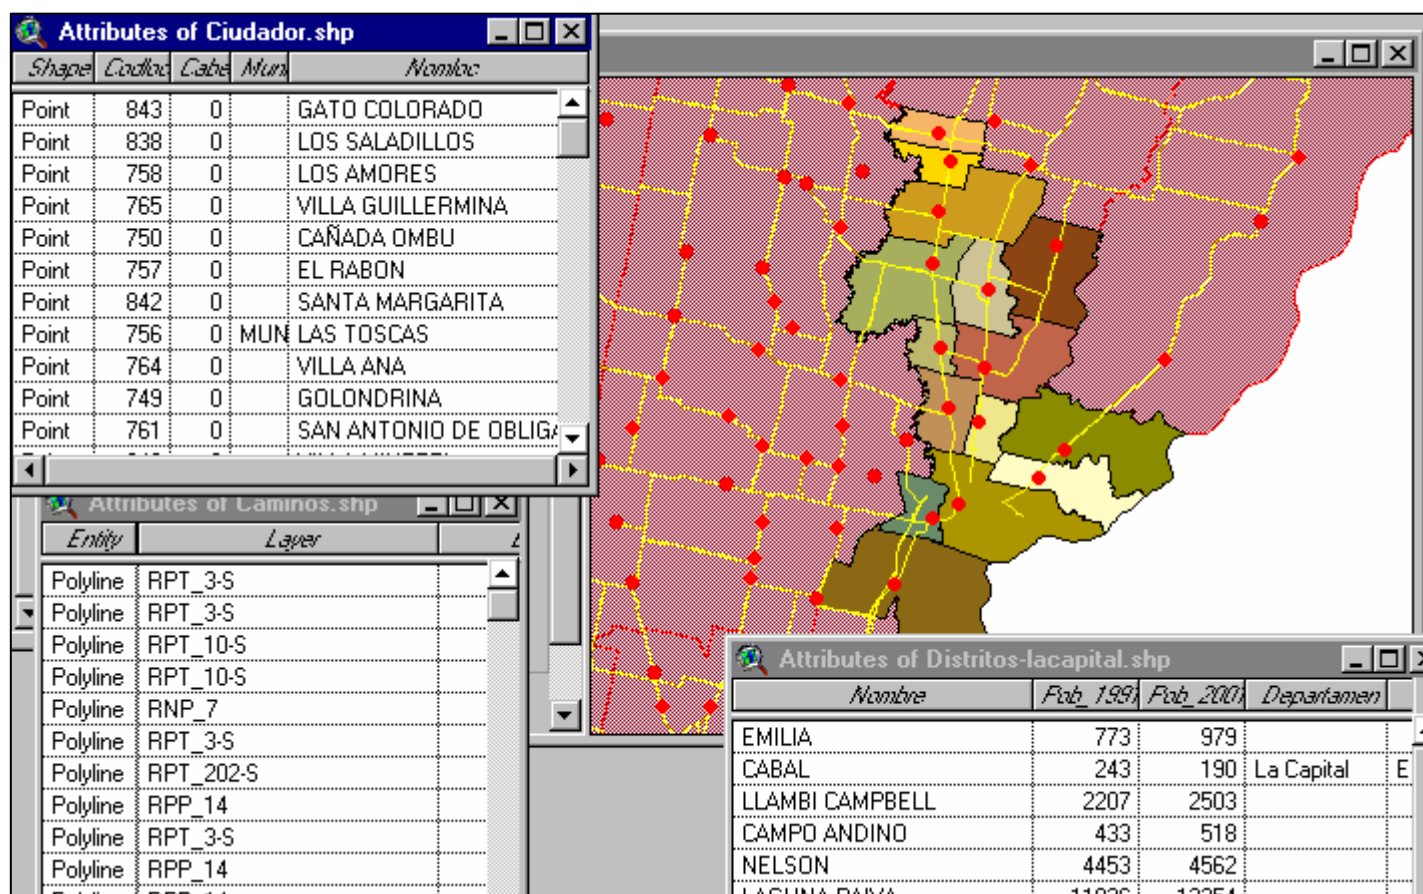 Attributes of Ciudador.shp
Shape Codloc Cabe Muni Nomloc
Point 843 0 GATO COLORADO
Point 838 0 LOS SALADILLOS
Point 758 0 LOS AMORES
Point 765 0 VILLA GUILLERMINA
Point 750 0 CAÑADA OMBU
Point 757 0 EL RABON
Point 842 0 SANTA MARGARITA
Point 756 0 MUN LAS TOSCAS
Point 764 0 VILLA ANA
Point 749 0 GOLONDRINA
Point 761 0 SAN ANTONIO DE OBLIGA
Attributes of Caminos.shp
Entity Layer
Polyline RPT_3-S
Polyline RPT_3-S
Polyline RPT_10-S
Polyline RPT_10-S
Polyline RNP_7
Polyline RPT_3-S
Polyline RPT_202-S
Polyline RPP_14
Polyline RPT_3-S
Polyline RPP_14
Attributes of Distritos-lacapital.shp
Nombre Pob_1991 Pob_2001 Departamen
EMILIA 773 979
CABAL 243 190 La Capital E
LLAMBI CAMPBELL 2207 2503
CAMPO ANDINO 433 518
NELSON 4453 4562
LAGUNA PAIVA